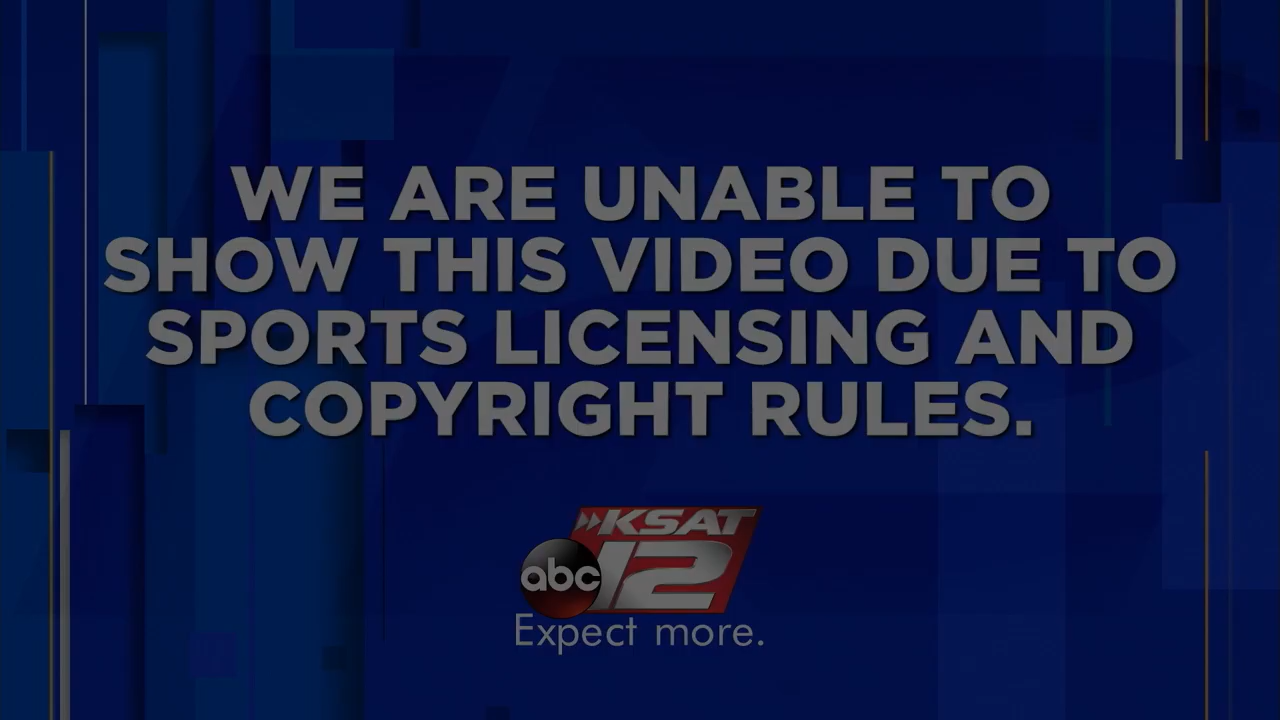 WE ARE UNABLE TO
SHOW THIS VIDEO DUE TO
SPORTS LICENSING AND
COPYRIGHT RULES.
KSAT
abc 12
Expect more.